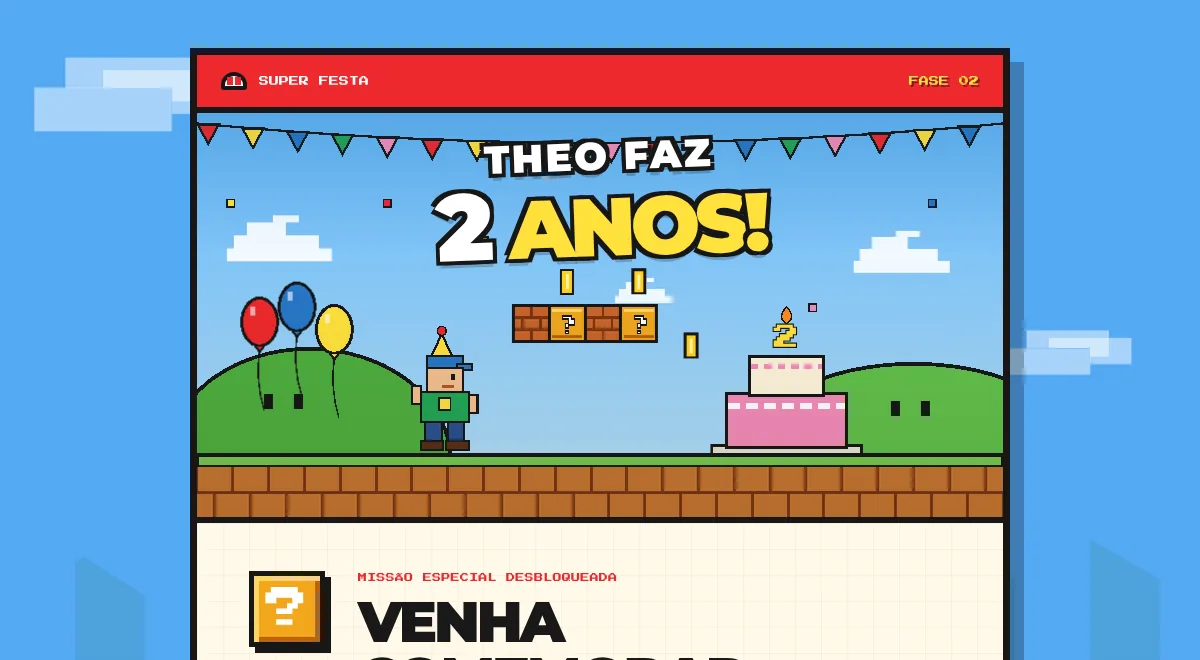 SUPER FESTA
FASE 02
THEO FAZ
2 ANOS!
? ?
2
MISSÃO ESPECIAL DESBLOQUEADA
?
VENHA